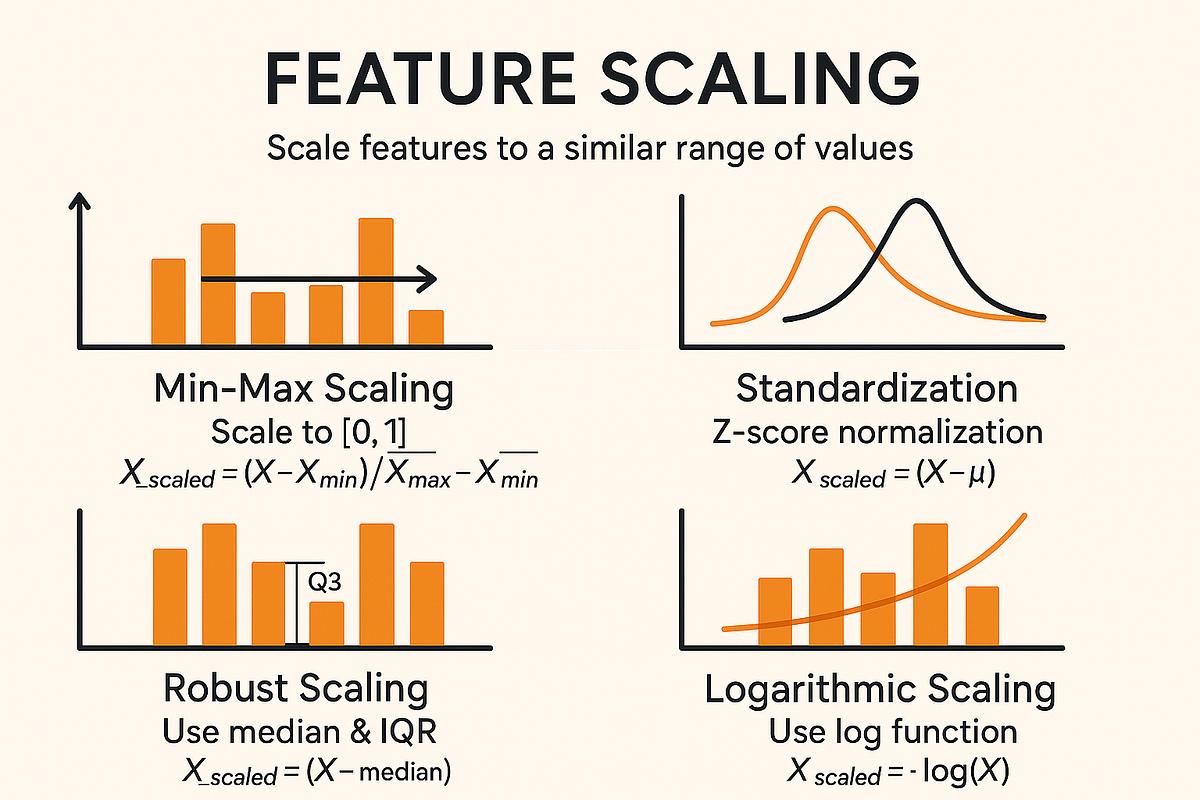 FEATURE SCALING
Scale features to a similar range of values
Min-Max Scaling
Scale to [0, 1]
X_scaled = (X − Xmin)/Xmax − Xmin
Standardization
Z-score normalization
X scaled = (X − μ)
Q3
Robust Scaling
Use median & IQR
X_scaled = (X − median)
Logarithmic Scaling
Use log function
X scaled = - log(X)